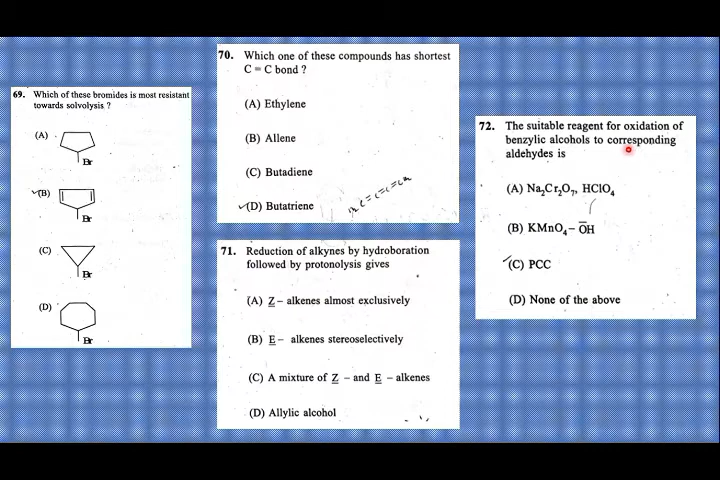 69. Which of these bromides is most resistant
towards solvolysis ?
(A)
Br
(B)
Br
(C)
Br
(D)
Br
70. Which one of these compounds has shortest
C = C bond ?
(A) Ethylene
(B) Allene
(C) Butadiene
(D) Butatriene
71. Reduction of alkynes by hydroboration
followed by protonolysis gives
(A) Z – alkenes almost exclusively
(B) E – alkenes stereoselectively
(C) A mixture of Z – and E – alkenes
(D) Allylic alcohol
72. The suitable reagent for oxidation of
benzylic alcohols to corresponding
aldehydes is
(A) Na₂Cr₂O₇, HClO₄
(B) KMnO₄ – ŌH
(C) PCC
(D) None of the above